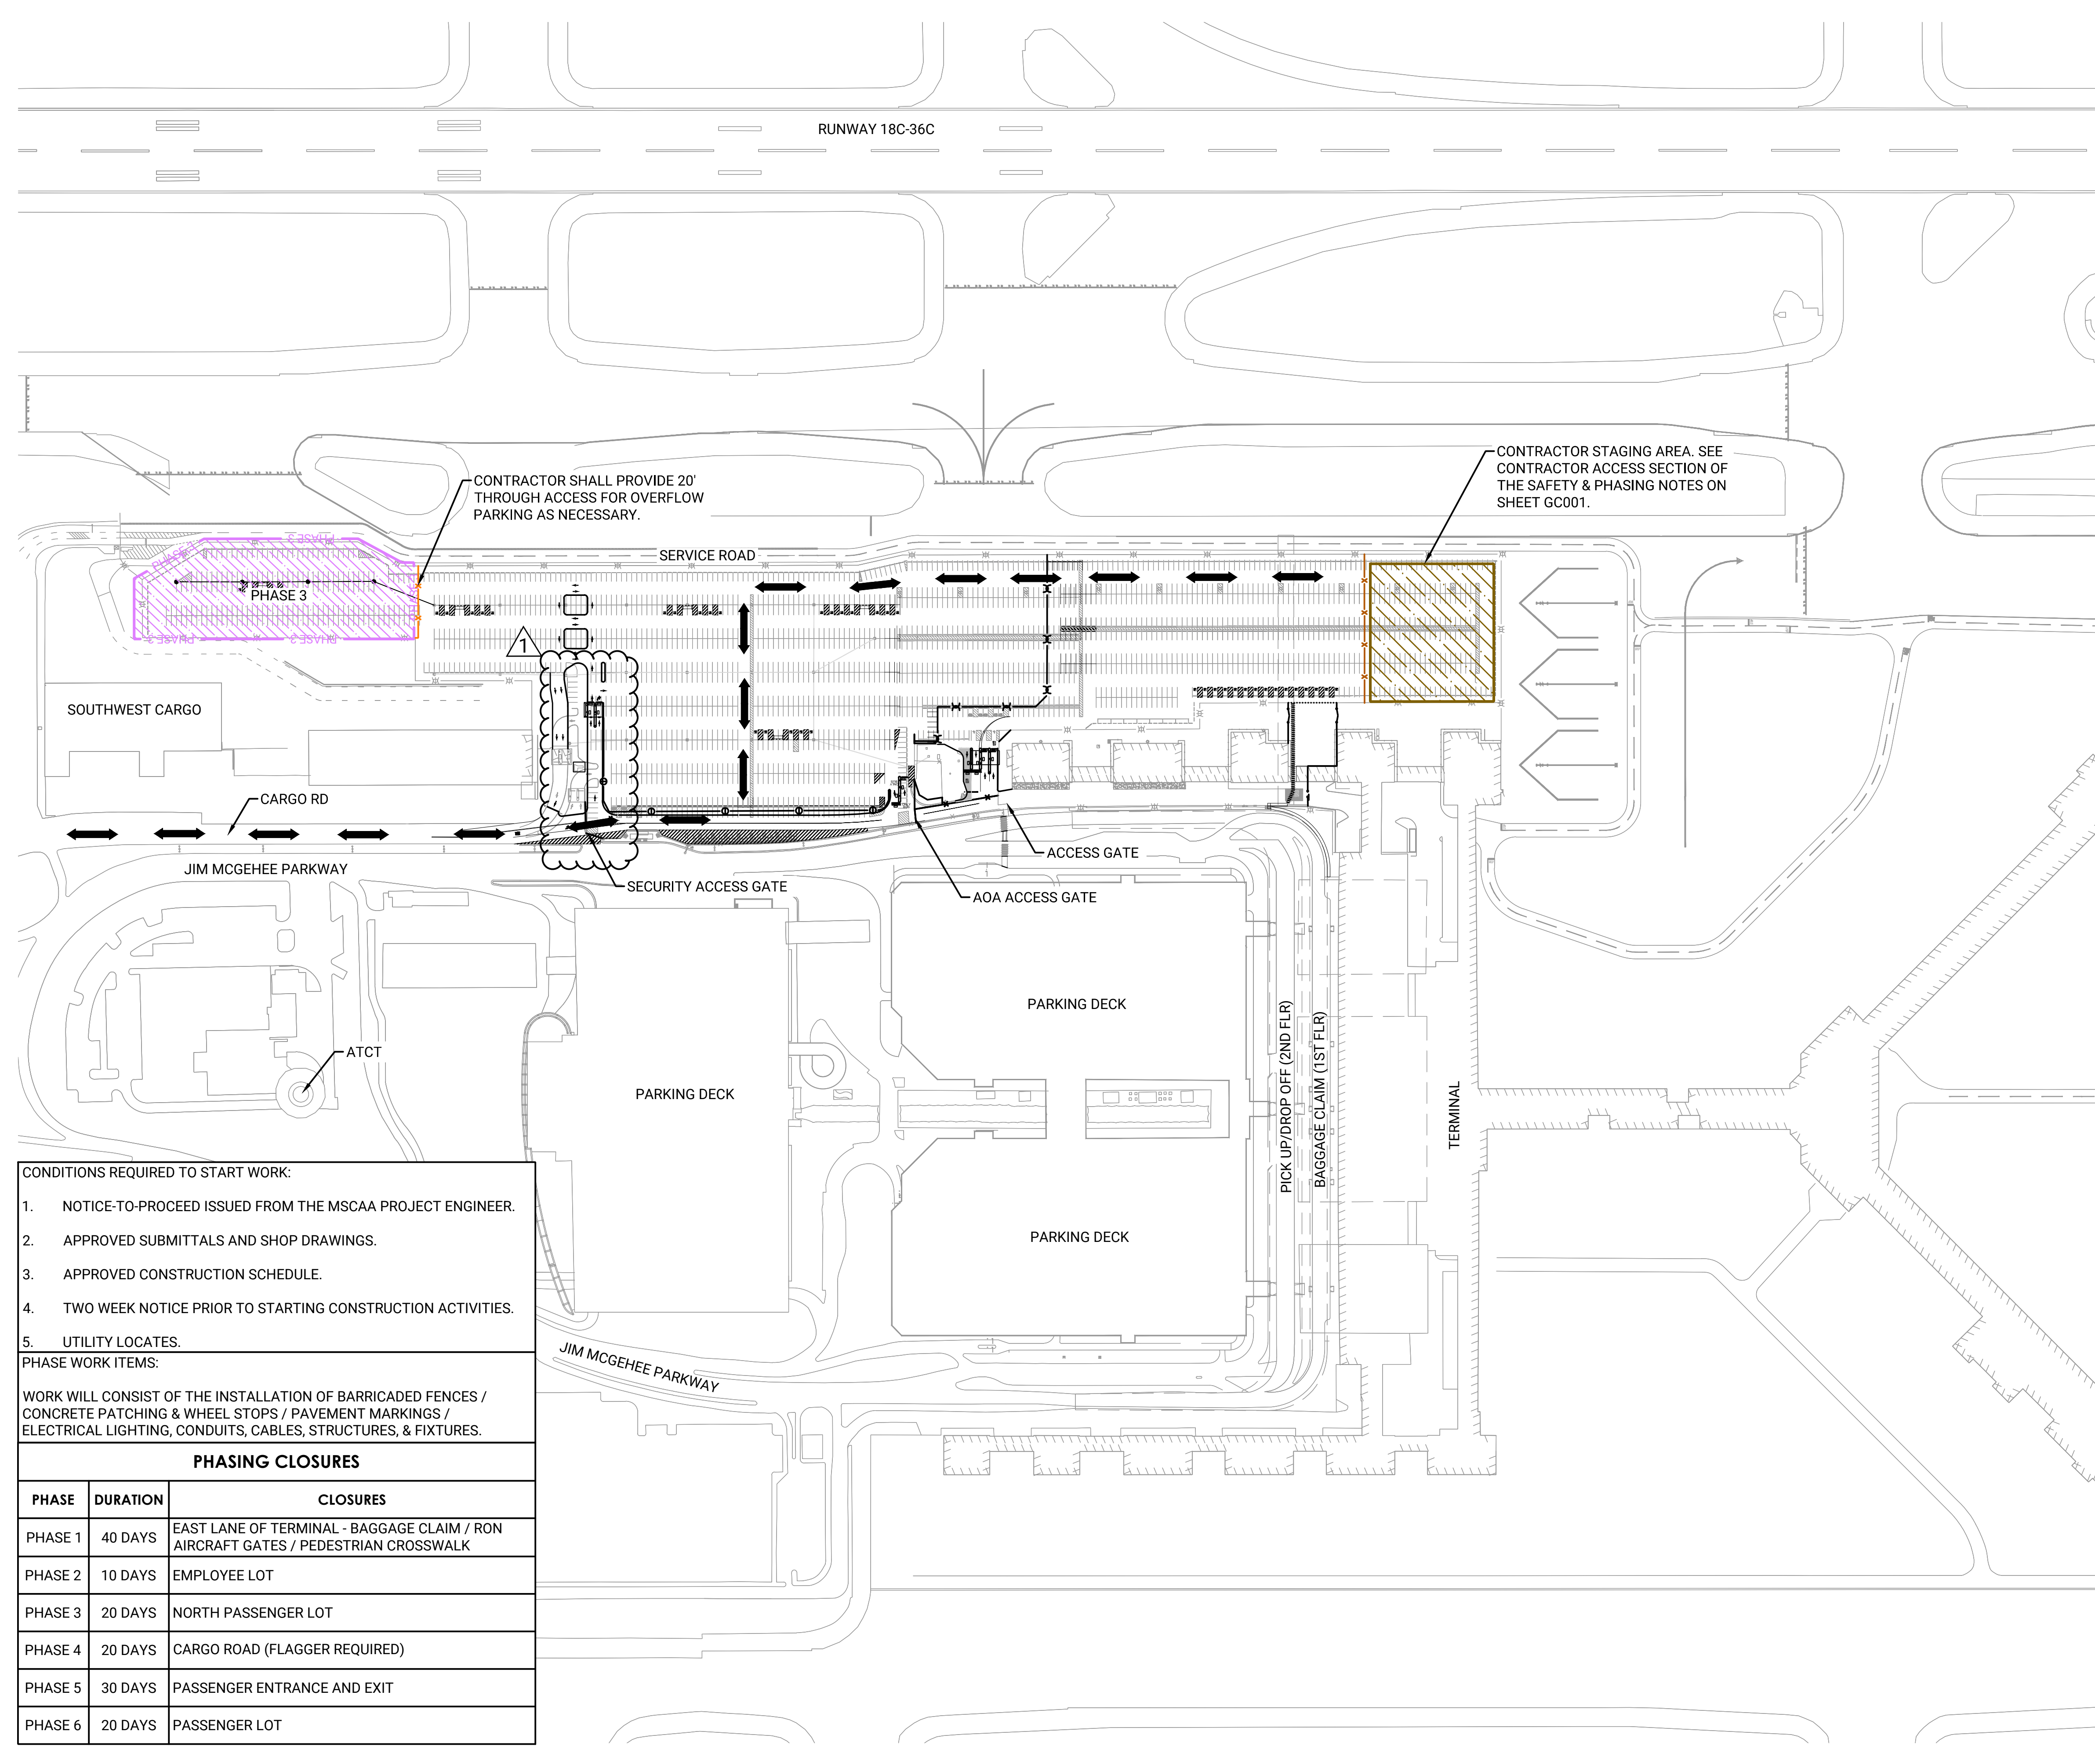 RUNWAY 18C-36C
CONTRACTOR STAGING AREA. SEE
CONTRACTOR ACCESS SECTION OF
THE SAFETY & PHASING NOTES ON
SHEET GC001.
CONTRACTOR SHALL PROVIDE 20'
THROUGH ACCESS FOR OVERFLOW
PARKING AS NECESSARY.
SERVICE ROAD
PHASE 3
PHASE 3
PHASE 3
PHASE 3
PHASE 3
1
SOUTHWEST CARGO
CARGO RD
JIM MCGEHEE PARKWAY
SECURITY ACCESS GATE
ACCESS GATE
AOA ACCESS GATE
ATCT
PARKING DECK
PARKING DECK
PARKING DECK
PICK UP/DROP OFF (2ND FLR)
BAGGAGE CLAIM (1ST FLR)
TERMINAL
JIM MCGEHEE PARKWAY
CONDITIONS REQUIRED TO START WORK:
1. NOTICE-TO-PROCEED ISSUED FROM THE MSCAA PROJECT ENGINEER.
2. APPROVED SUBMITTALS AND SHOP DRAWINGS.
3. APPROVED CONSTRUCTION SCHEDULE.
4. TWO WEEK NOTICE PRIOR TO STARTING CONSTRUCTION ACTIVITIES.
5. UTILITY LOCATES.
PHASE WORK ITEMS:
WORK WILL CONSIST OF THE INSTALLATION OF BARRICADED FENCES /
CONCRETE PATCHING & WHEEL STOPS / PAVEMENT MARKINGS /
ELECTRICAL LIGHTING, CONDUITS, CABLES, STRUCTURES, & FIXTURES.
PHASING CLOSURES
PHASE DURATION CLOSURES
PHASE 1 40 DAYS EAST LANE OF TERMINAL - BAGGAGE CLAIM / RON
AIRCRAFT GATES / PEDESTRIAN CROSSWALK
PHASE 2 10 DAYS EMPLOYEE LOT
PHASE 3 20 DAYS NORTH PASSENGER LOT
PHASE 4 20 DAYS CARGO ROAD (FLAGGER REQUIRED)
PHASE 5 30 DAYS PASSENGER ENTRANCE AND EXIT
PHASE 6 20 DAYS PASSENGER LOT